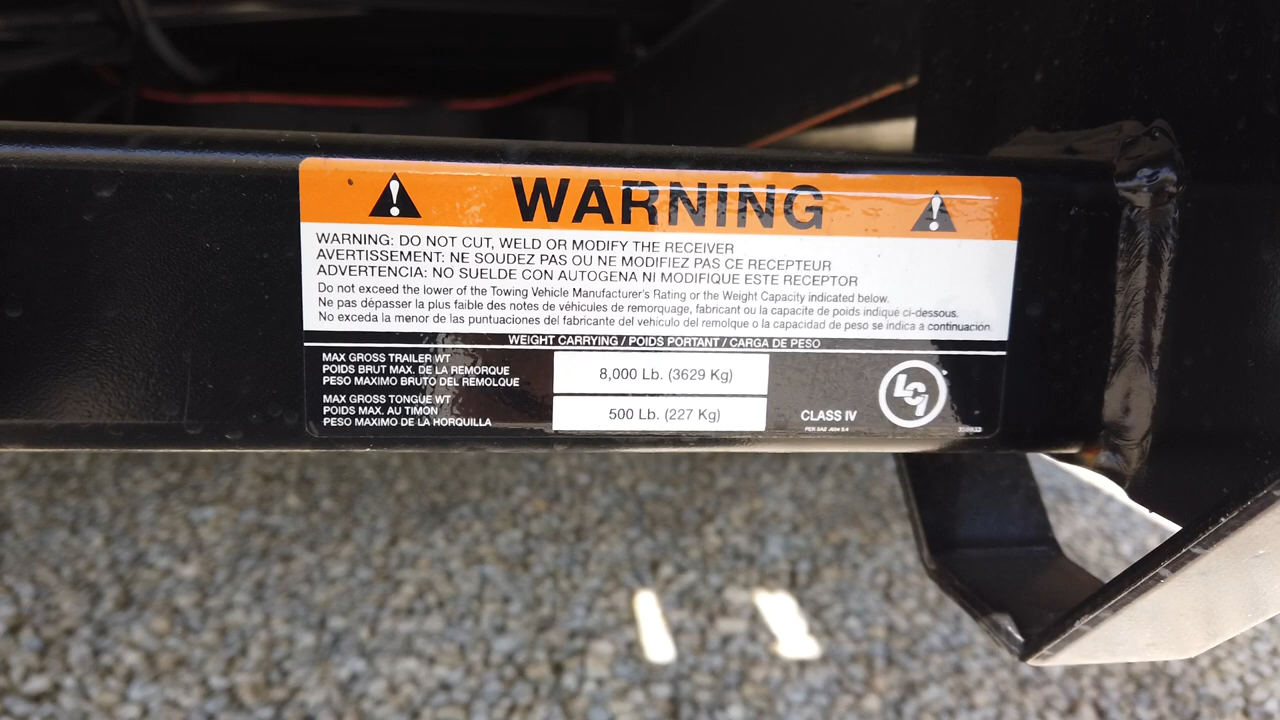 WARNING
WARNING: DO NOT CUT, WELD OR MODIFY THE RECEIVER
AVERTISSEMENT: NE SOUDEZ PAS OU NE MODIFIEZ PAS CE RECEPTEUR
ADVERTENCIA: NO SUELDE CON AUTOGENA NI MODIFIQUE ESTE RECEPTOR
Do not exceed the lower of the Towing Vehicle Manufacturer's Rating or the Weight Capacity indicated below.
Ne pas dépasser la plus faible des notes de véhicules de remorquage, fabricant ou la capacite de poids indiqué ci-dessous.
No exceda la menor de las puntuaciones del fabricante del vehiculo del remolque o la capacidad de peso se indica a continuación.
WEIGHT CARRYING / POIDS PORTANT / CARGA DE PESO
MAX GROSS TRAILER WT
POIDS BRUT MAX. DE LA REMORQUE
PESO MAXIMO BRUTO DEL REMOLQUE
8,000 Lb. (3629 Kg)
MAX GROSS TONGUE WT
POIDS MAX. AU TIMON
PESO MAXIMO DE LA HORQUILLA
500 Lb. (227 Kg)
CLASS IV
LCI